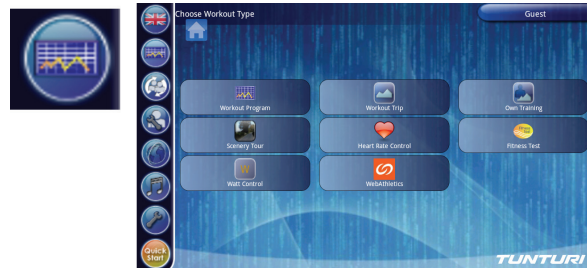 Choose Workout Type
Guest
Workout Program
Workout Trip
Own Training
Scenery Tour
Heart Rate Control
Fitness Test
W
Watt Control
WebAthletics
Quick
Start
TUNTURI